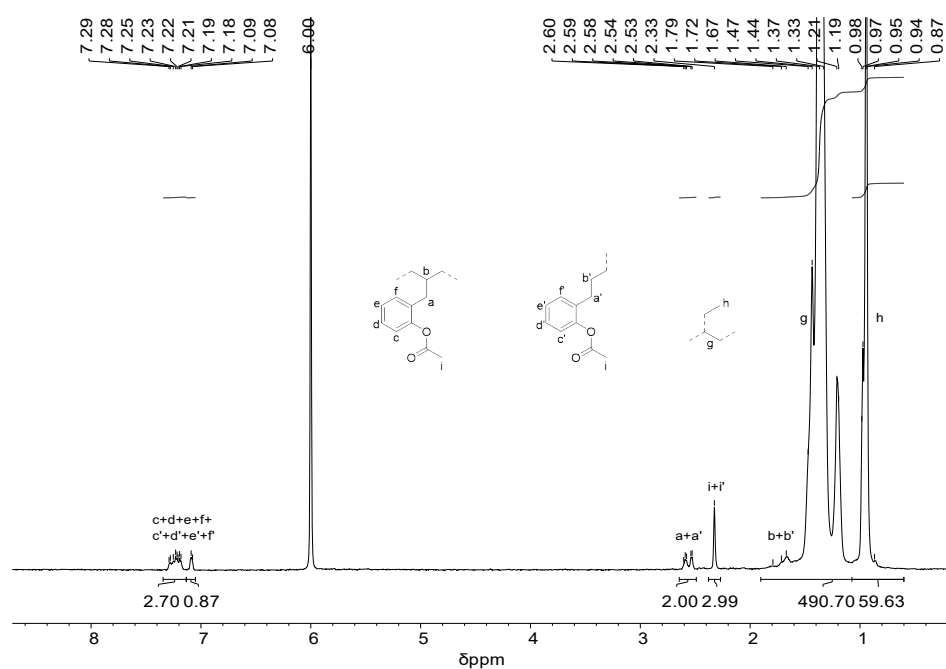 7.29 7.28 7.25 7.23 7.22 7.21 7.19 7.18 7.09 7.08 6.00 2.60 2.59 2.58 2.54 2.53 2.33 1.79 1.72 1.67 1.47 1.44 1.37 1.33 1.21 1.19 0.98 0.97 0.95 0.94 0.87
b
f
a
e
d
c
O
O
i
b'
f'
a'
e'
d'
c'
O
O
i
h
g
g
h
i+i'
c+d+e+f+
c'+d'+e'+f'
a+a'
b+b'
2.70 0.87 2.00 2.99 490.70 59.63
8 7 6 5 4 3 2 1
δppm